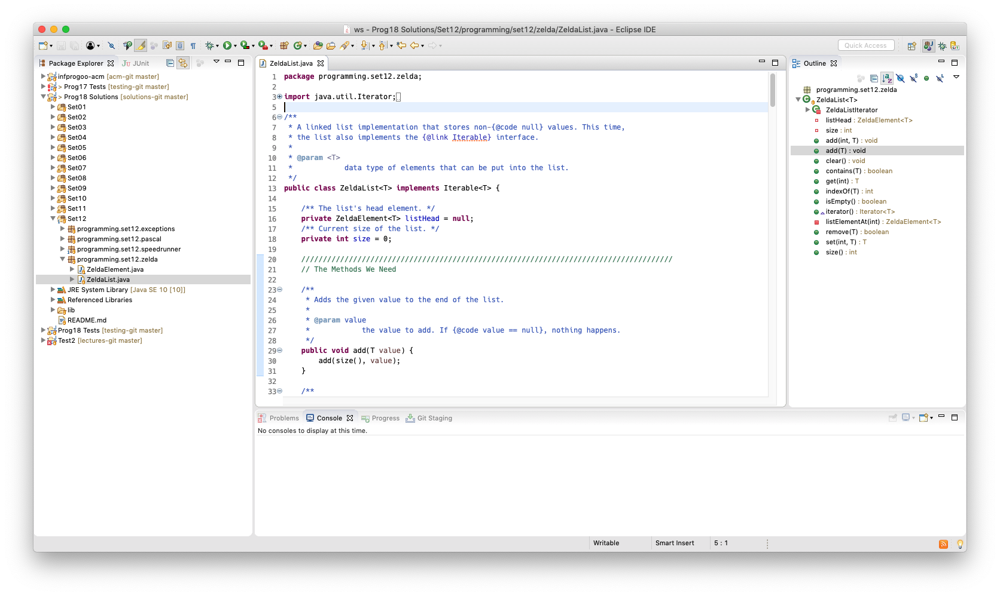 ws - Prog18 Solutions/Set12/programming/set12/zelda/ZeldaList.java - Eclipse IDE
Quick Access
Package Explorer
JUnit
infprogoo-acm [acm-git master]
> Prog17 Tests [testing-git master]
> Prog18 Solutions [solutions-git master]
Set01
Set02
Set03
Set04
Set05
Set06
Set07
Set08
Set09
Set10
Set11
Set12
programming.set12.exceptions
programming.set12.pascal
programming.set12.speedrunner
programming.set12.zelda
ZeldaElement.java
ZeldaList.java
JRE System Library [Java SE 10 [10]]
Referenced Libraries
lib
README.md
Prog18 Tests [testing-git master]
Test2 [lectures-git master]
ZeldaList.java
1 package programming.set12.zelda;
2
3 import java.util.Iterator;
5
6 /**
7  * A linked list implementation that stores non-{@code null} values. This time,
8  * the list also implements the {@link Iterable} interface.
9  *
10  * @param <T>
11  *            data type of elements that can be put into the list.
12  */
13 public class ZeldaList<T> implements Iterable<T> {
14
15     /** The list's head element. */
16     private ZeldaElement<T> listHead = null;
17     /** Current size of the list. */
18     private int size = 0;
19
20     //////////////////////////////////////////////////////////////////////////////////////
21     // The Methods We Need
22
23     /**
24      * Adds the given value to the end of the list.
25      *
26      * @param value
27      *            the value to add. If {@code value == null}, nothing happens.
28      */
29     public void add(T value) {
30         add(size(), value);
31     }
32
33     /**
Outline
programming.set12.zelda
ZeldaList<T>
ZeldaListIterator
listHead : ZeldaElement<T>
size : int
add(int, T) : void
add(T) : void
clear() : void
contains(T) : boolean
get(int) : T
indexOf(T) : int
isEmpty() : boolean
iterator() : Iterator<T>
listElementAt(int) : ZeldaElement<T>
remove(T) : boolean
set(int, T) : T
size() : int
Problems
Console
Progress
Git Staging
No consoles to display at this time.
Writable
Smart Insert
5 : 1